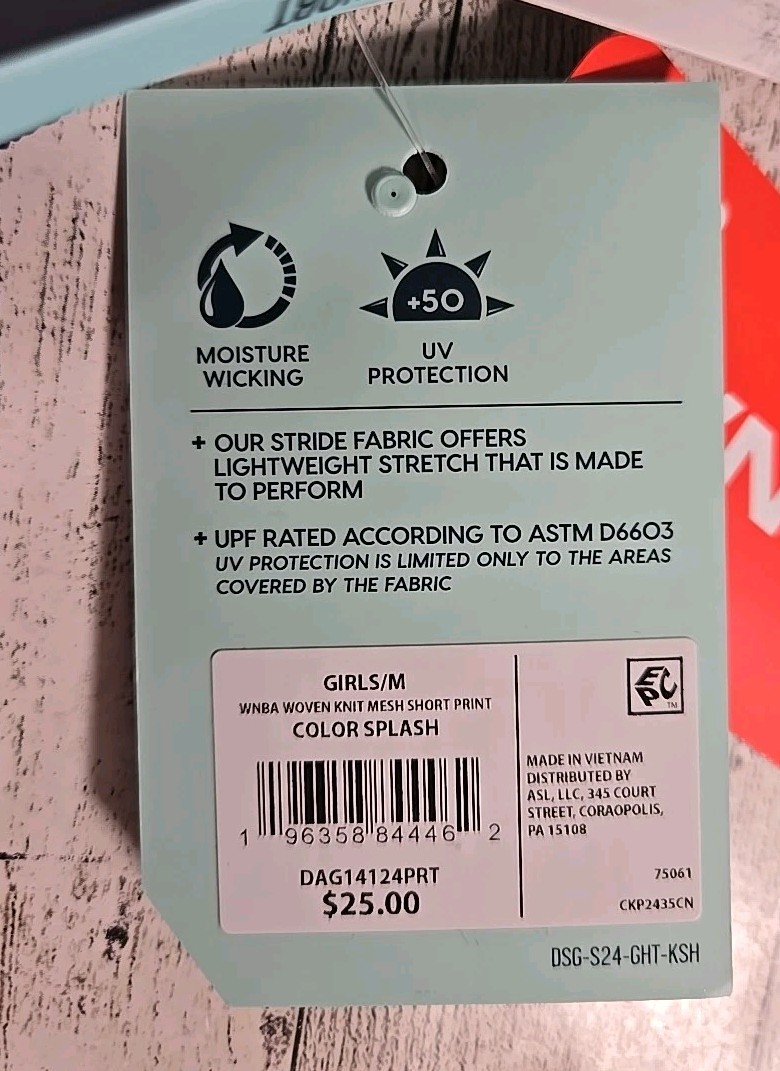 +50
MOISTURE
WICKING
UV
PROTECTION
+ OUR STRIDE FABRIC OFFERS
LIGHTWEIGHT STRETCH THAT IS MADE
TO PERFORM
+ UPF RATED ACCORDING TO ASTM D6603
UV PROTECTION IS LIMITED ONLY TO THE AREAS
COVERED BY THE FABRIC
GIRLS/M
WNBA WOVEN KNIT MESH SHORT PRINT
COLOR SPLASH
1 96358 84446 2
DAG14124PRT
$25.00
EPC
TM
MADE IN VIETNAM
DISTRIBUTED BY
ASL, LLC, 345 COURT
STREET, CORAOPOLIS,
PA 15108
75061
CKP2435CN
DSG-S24-GHT-KSH